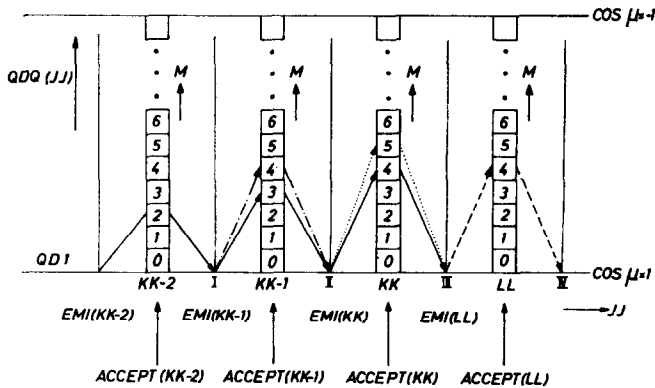 COS μ=-1
QDQ (JJ)
M M M M
6 6 6 6
5 5 5 5
4 4 4 4
3 3 3 3
2 2 2 2
1 1 1 1
QD1 0 0 0 0 COS μ=1
KK-2 I KK-1 II KK III LL IV
EMI(KK-2) EMI(KK-1) EMI(KK) EMI(LL) JJ
ACCEPT(KK-2) ACCEPT(KK-1) ACCEPT(KK) ACCEPT(LL)